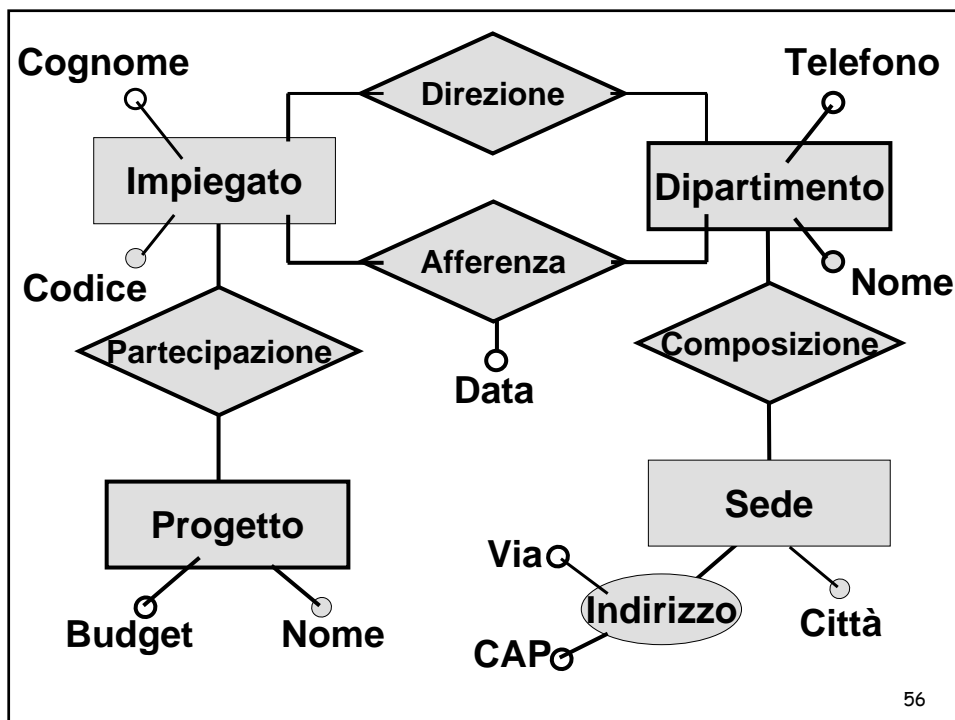 Cognome
Telefono
Direzione
Impiegato
Dipartimento
Afferenza
Codice
Nome
Partecipazione
Composizione
Data
Sede
Progetto
Via
Indirizzo
Città
Budget
Nome
CAP
56